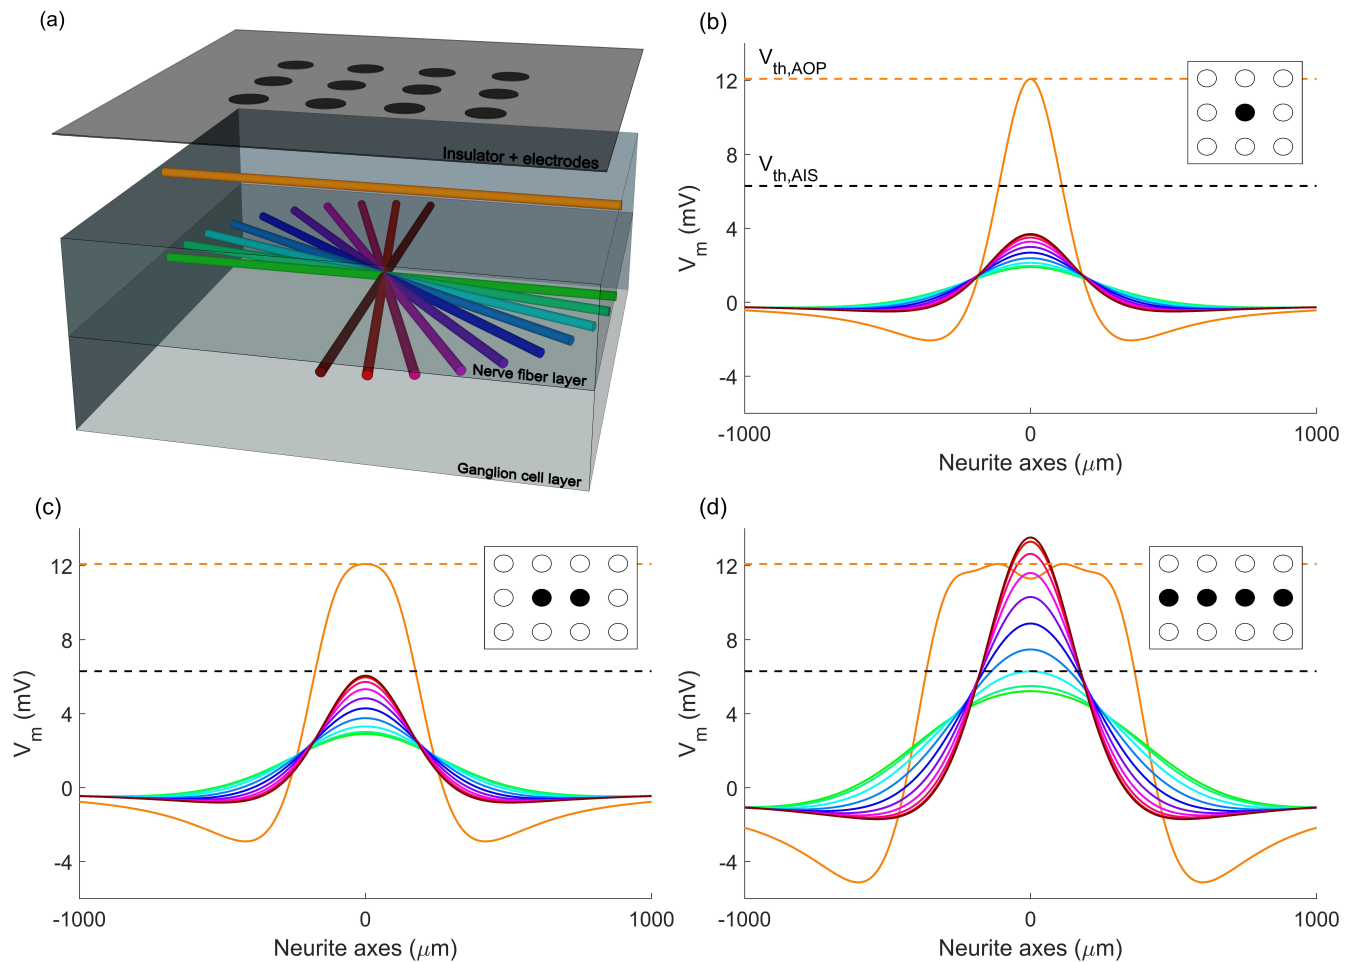 (a)
Insulator + electrodes
Nerve fiber layer
Ganglion cell layer
(b)
V_th,AOP
V_th,AIS
12
8
4
0
-4
V_m (mV)
-1000 0 1000
Neurite axes (μm)
(c)
12
8
4
0
-4
V_m (mV)
-1000 0 1000
Neurite axes (μm)
(d)
12
8
4
0
-4
V_m (mV)
-1000 0 1000
Neurite axes (μm)